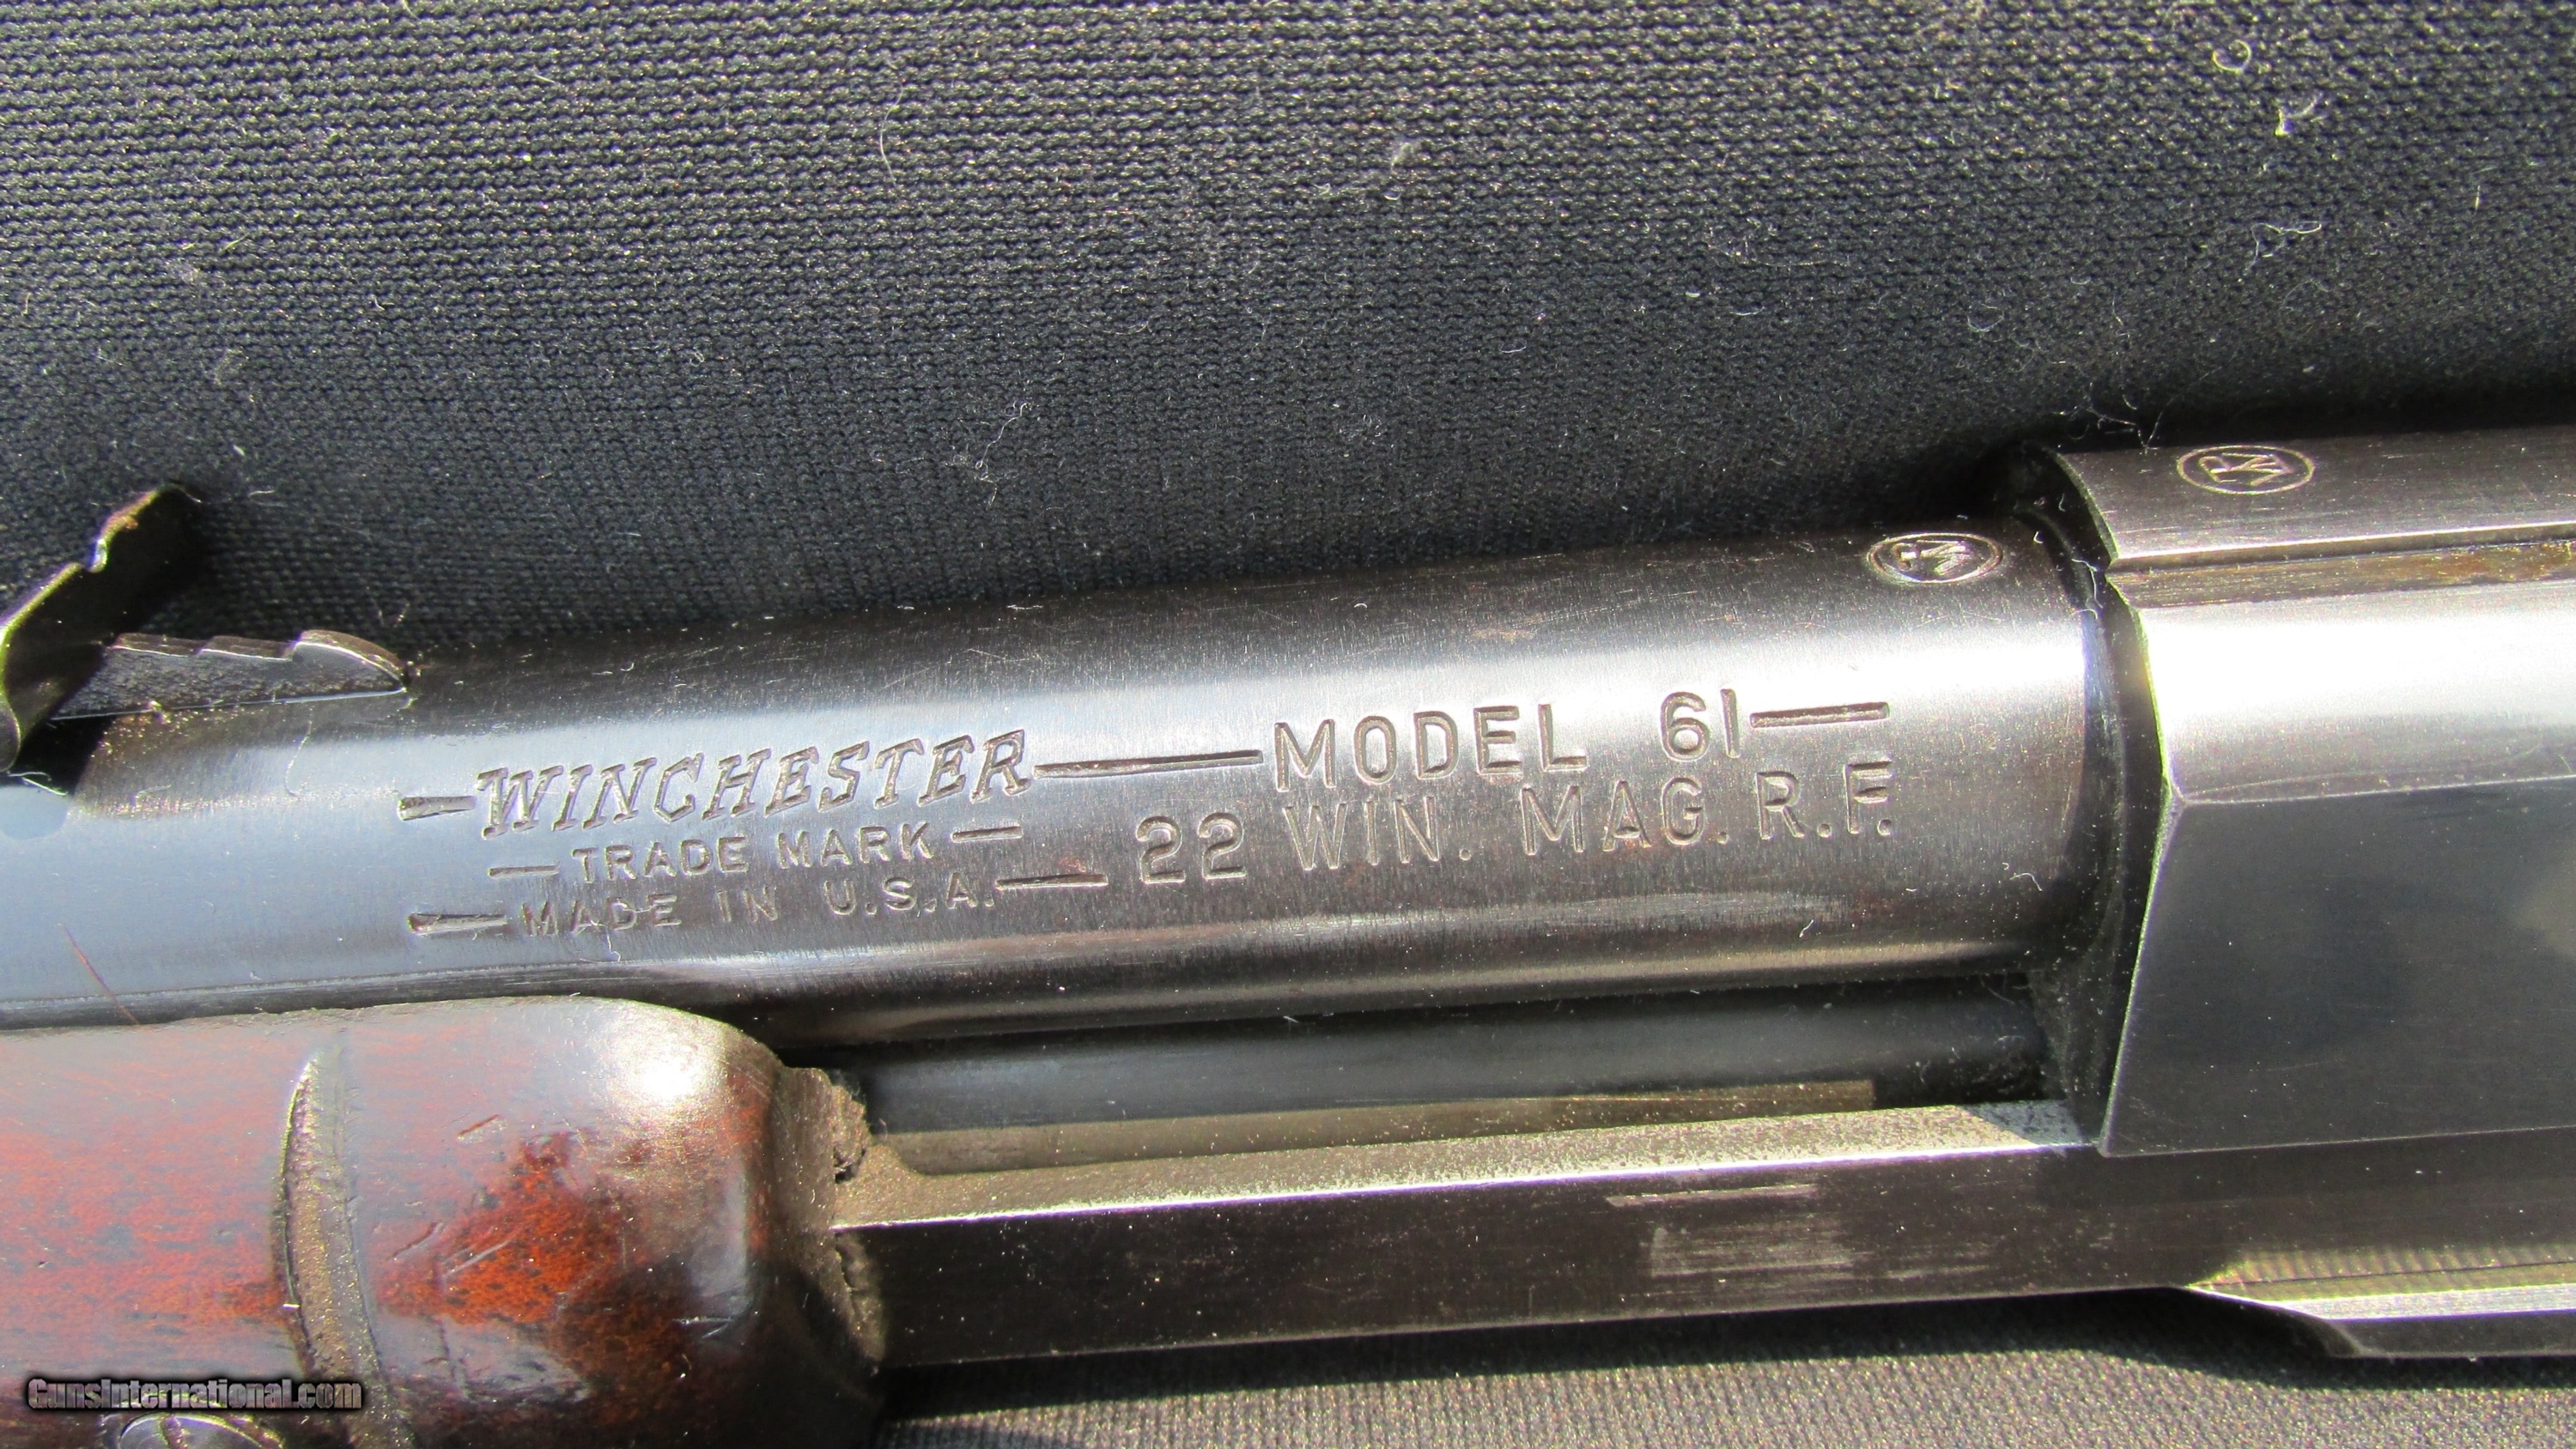 WINCHESTER — MODEL 61 —
— TRADE MARK —
— MADE IN U.S.A. — 22 WIN. MAG. R.F.
GunsInternational.com